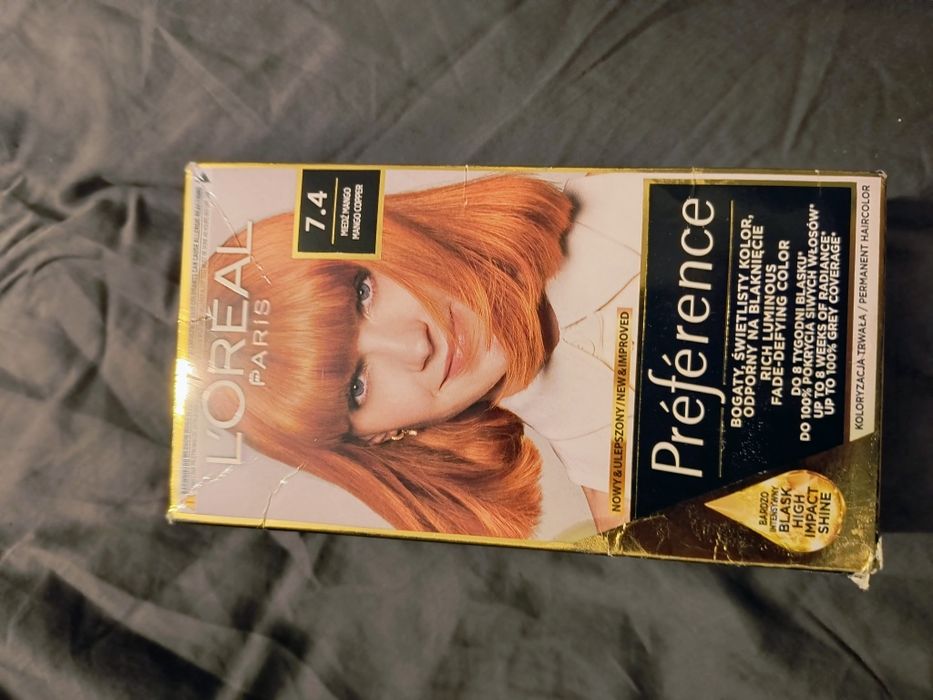 L'ORÉAL
PARIS
7.4
MIEDŹ MANGO
MANGO COPPER
NOWY & ULEPSZONY / NEW & IMPROVED
Préférence
BOGATY, ŚWIETLISTY KOLOR,
ODPORNY NA BLAKNIĘCIE
RICH LUMINOUS
FADE-DEFYING COLOR
DO 8 TYGODNI BLASKU*
DO 100% POKRYCIA SIWYCH WŁOSÓW*
UP TO 8 WEEKS OF RADIANCE*
UP TO 100% GREY COVERAGE*
BARDZO
INTENSYWNY
BLASK
HIGH
IMPACT
SHINE
KOLORYZACJA TRWAŁA / PERMANENT HAIRCOLOR